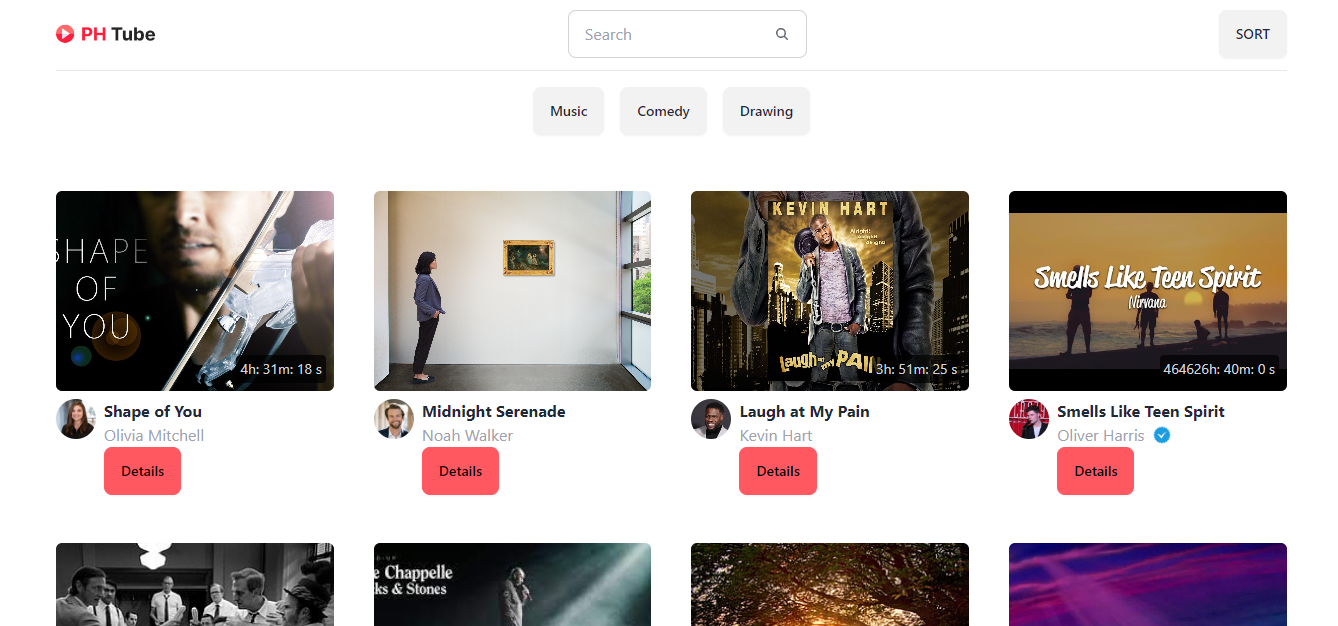 PH Tube
Search
SORT
Music
Comedy
Drawing
SHAPE
OF
YOU
4h: 31m: 18 s
KEVIN HART
Laugh at my PAIN
3h: 51m: 25 s
Smells Like Teen Spirit
Nirvana
464626h: 40m: 0 s
Shape of You
Olivia Mitchell
Details
Midnight Serenade
Noah Walker
Details
Laugh at My Pain
Kevin Hart
Details
Smells Like Teen Spirit
Oliver Harris
Details
e Chappelle
ks & Stones